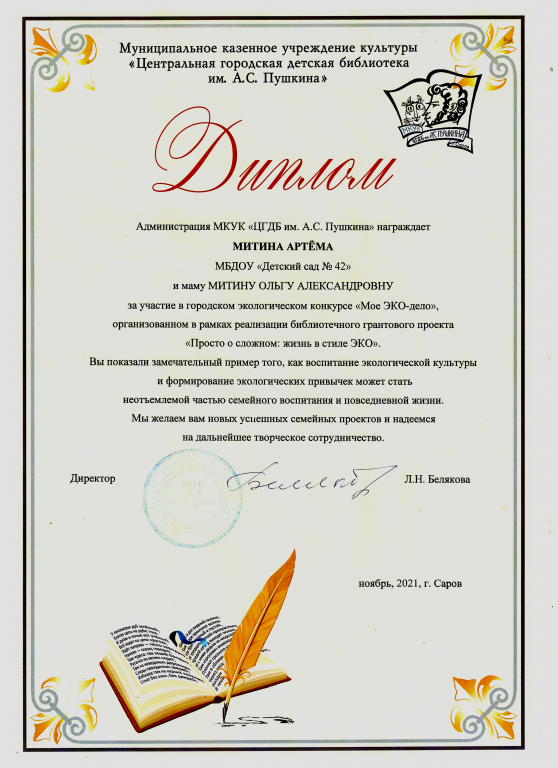 Муниципальное казенное учреждение культуры
«Центральная городская детская библиотека
им. А.С. Пушкина»
МКУК
им. А.С. ПУШКИНА
Диплом
Администрация МКУК «ЦГДБ им. А.С. Пушкина» награждает
МИТИНА АРТЁМА
МБДОУ «Детский сад № 42»
и маму МИТИНУ ОЛЬГУ АЛЕКСАНДРОВНУ
за участие в городском экологическом конкурсе «Мое ЭКО-дело»,
организованном в рамках реализации библиотечного грантового проекта
«Просто о сложном: жизнь в стиле ЭКО».
Вы показали замечательный пример того, как воспитание экологической культуры
и формирование экологических привычек может стать
неотъемлемой частью семейного воспитания и повседневной жизни.
Мы желаем вам новых успешных семейных проектов и надеемся
на дальнейшее творческое сотрудничество.
Директор
Л.Н. Белякова
ноябрь, 2021, г. Саров